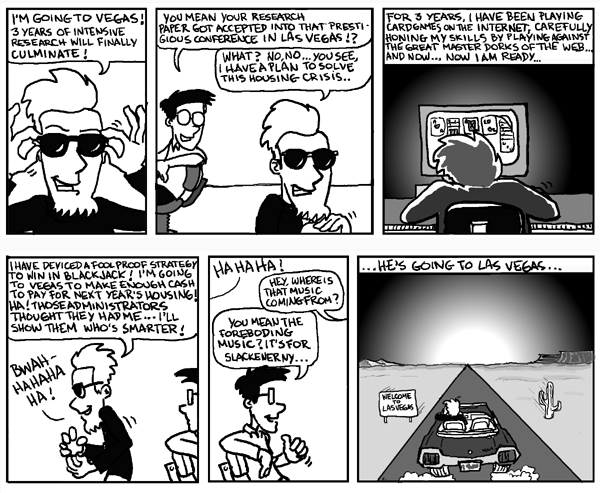 I'M GOING TO VEGAS!
3 YEARS OF INTENSIVE
RESEARCH WILL FINALLY
CULMINATE!
YOU MEAN YOUR RESEARCH
PAPER GOT ACCEPTED INTO THAT PRESTI-
GIOUS CONFERENCE IN LAS VEGAS!?
WHAT? NO, NO... YOU SEE,
I HAVE A PLAN TO SOLVE
THIS HOUSING CRISIS..
FOR 3 YEARS, I HAVE BEEN PLAYING
CARD GAMES ON THE INTERNET, CAREFULLY
HONING MY SKILLS BY PLAYING AGAINST
THE GREAT MASTER DORKS OF THE WEB...
AND NOW... NOW I AM READY...
I HAVE DEVICED A FOOLPROOF STRATEGY
TO WIN IN BLACKJACK! I'M GOING
TO VEGAS TO MAKE ENOUGH CASH
TO PAY FOR NEXT YEAR'S HOUSING!
HA! THOSE ADMINISTRATORS
THOUGHT THEY HAD ME... I'LL
SHOW THEM WHO'S SMARTER!
BWAH-
HAHAHA
HA!
HA HA HA!
HEY, WHERE IS
THAT MUSIC
COMING FROM?
YOU MEAN THE
FOREBODING
MUSIC? IT'S FOR
SLACKENERNY...
...HE'S GOING TO LAS VEGAS...
WELCOME
TO
LAS VEGAS